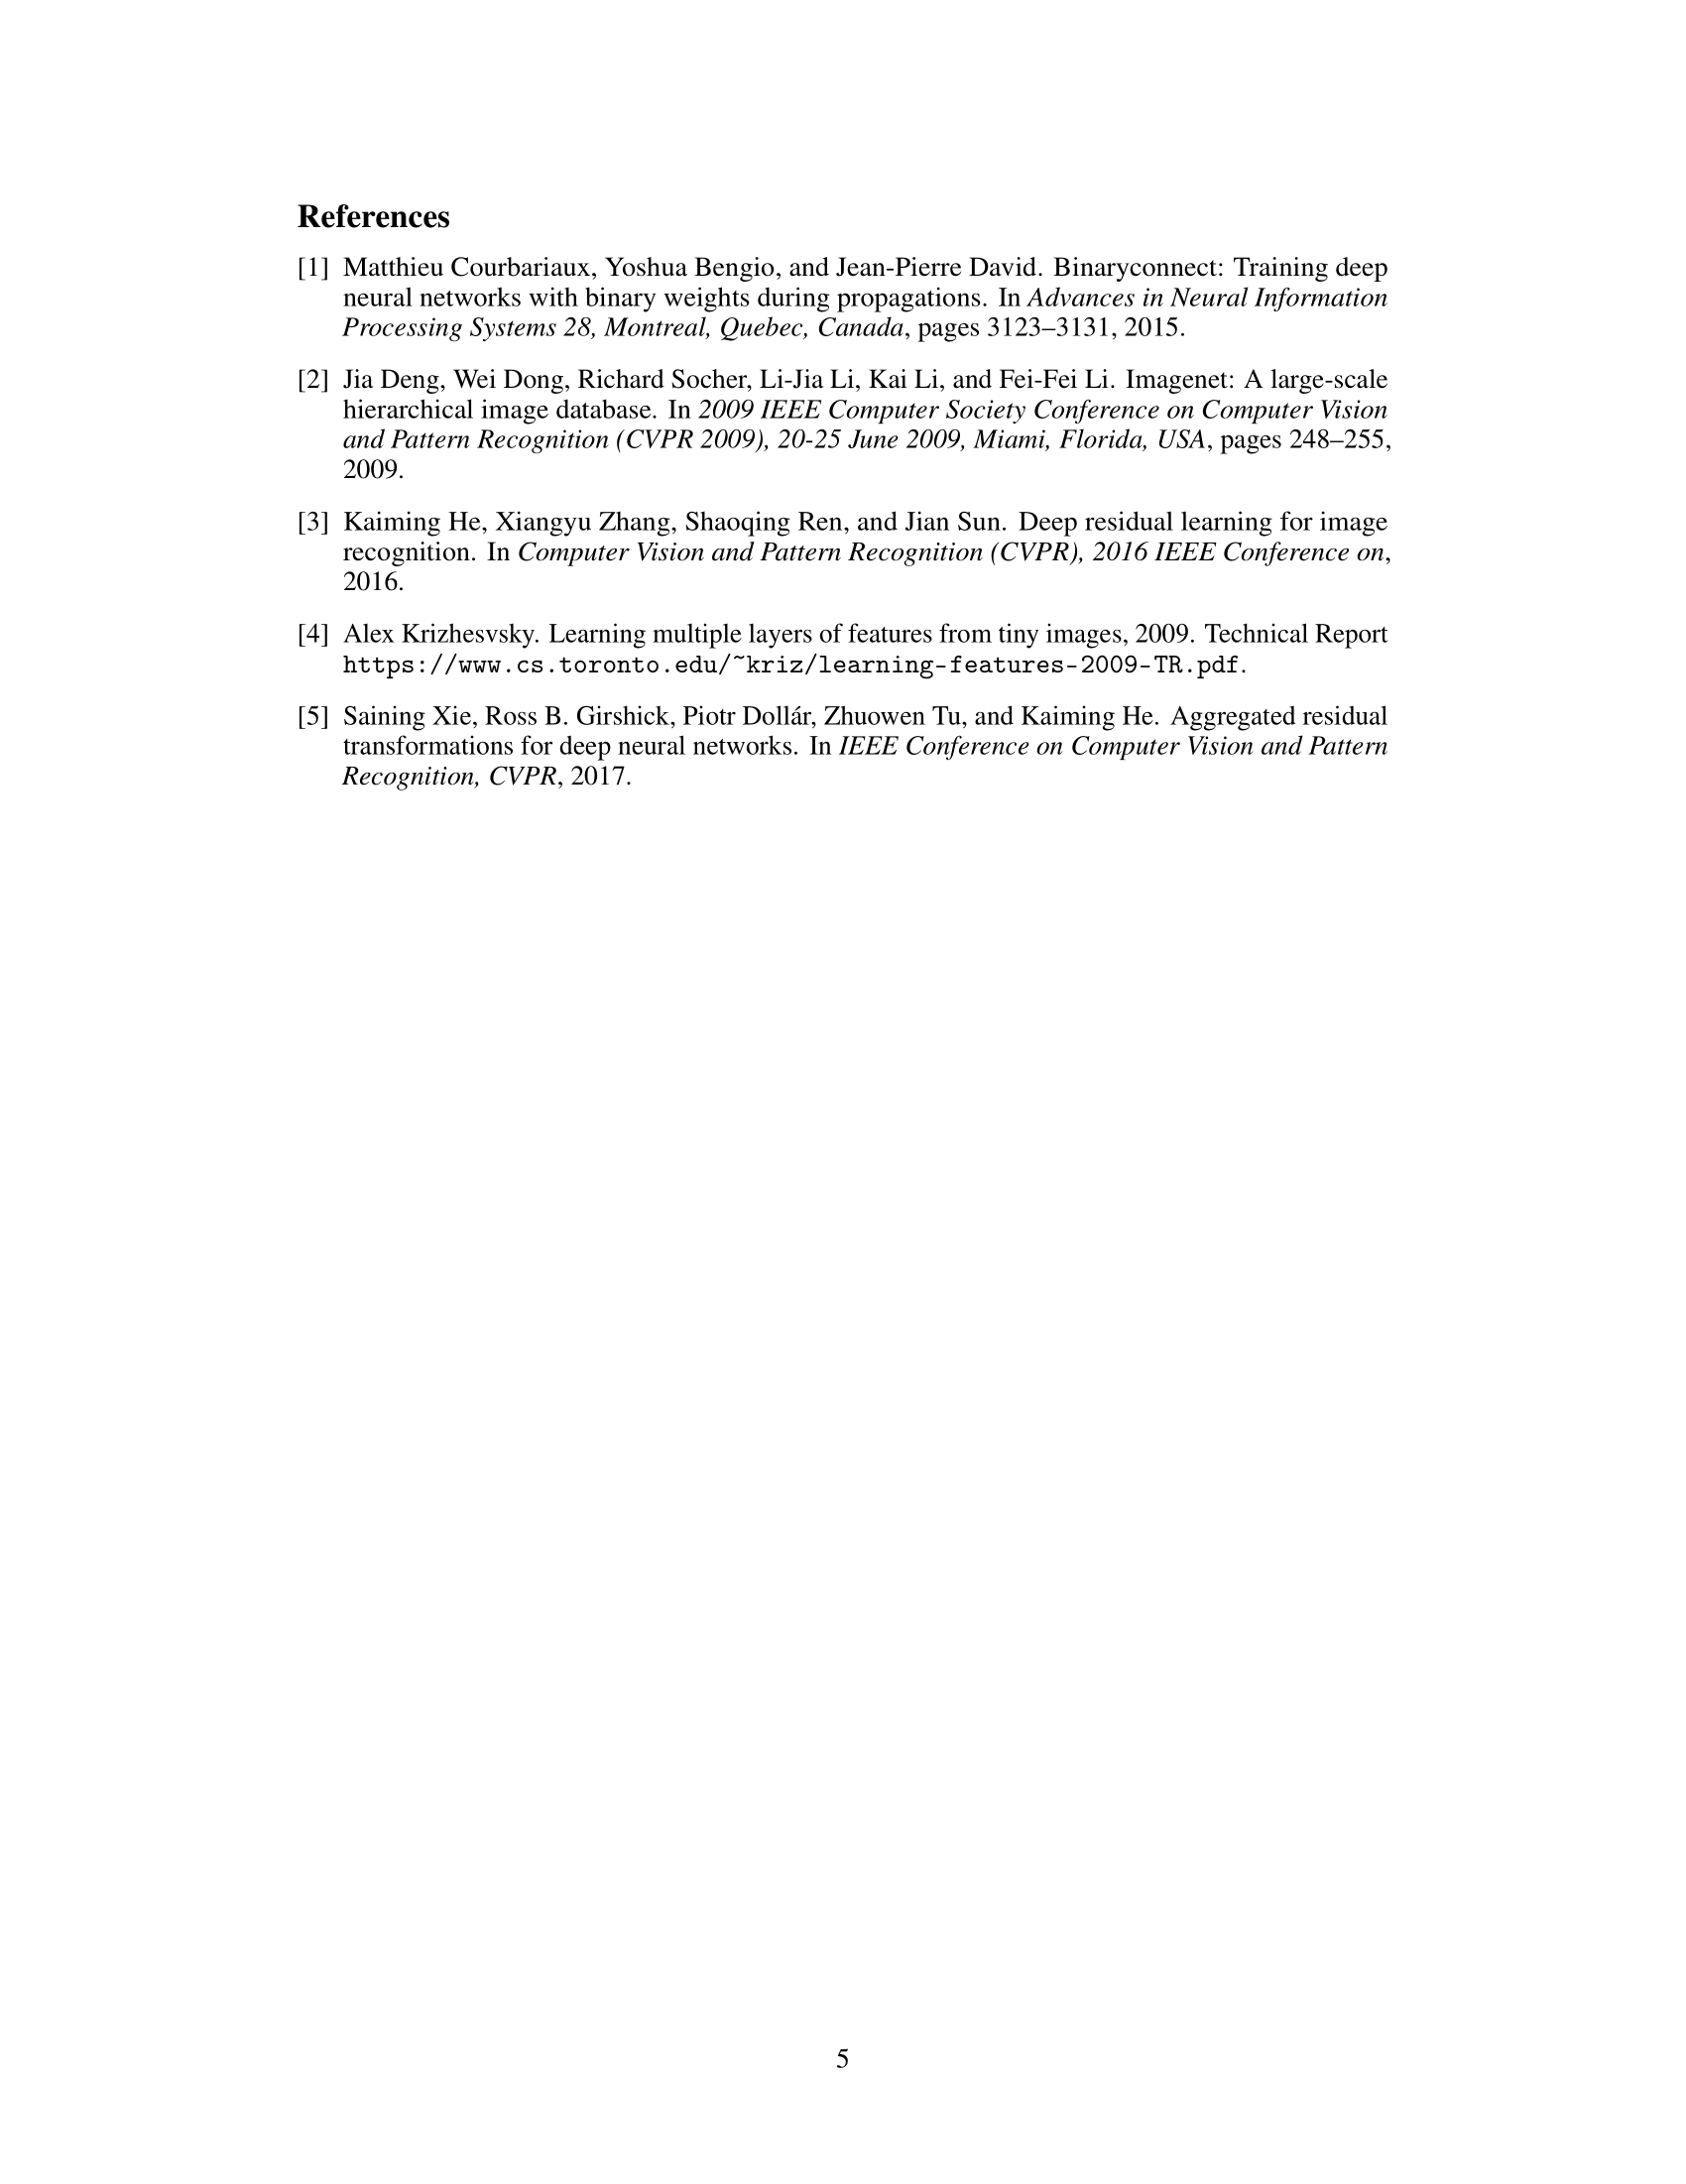 References
[1] Matthieu Courbariaux, Yoshua Bengio, and Jean-Pierre David. Binaryconnect: Training deep
neural networks with binary weights during propagations. In Advances in Neural Information
Processing Systems 28, Montreal, Quebec, Canada, pages 3123–3131, 2015.
[2] Jia Deng, Wei Dong, Richard Socher, Li-Jia Li, Kai Li, and Fei-Fei Li. Imagenet: A large-scale
hierarchical image database. In 2009 IEEE Computer Society Conference on Computer Vision
and Pattern Recognition (CVPR 2009), 20-25 June 2009, Miami, Florida, USA, pages 248–255,
2009.
[3] Kaiming He, Xiangyu Zhang, Shaoqing Ren, and Jian Sun. Deep residual learning for image
recognition. In Computer Vision and Pattern Recognition (CVPR), 2016 IEEE Conference on,
2016.
[4] Alex Krizhesvsky. Learning multiple layers of features from tiny images, 2009. Technical Report
https://www.cs.toronto.edu/~kriz/learning-features-2009-TR.pdf.
[5] Saining Xie, Ross B. Girshick, Piotr Dollár, Zhuowen Tu, and Kaiming He. Aggregated residual
transformations for deep neural networks. In IEEE Conference on Computer Vision and Pattern
Recognition, CVPR, 2017.
5